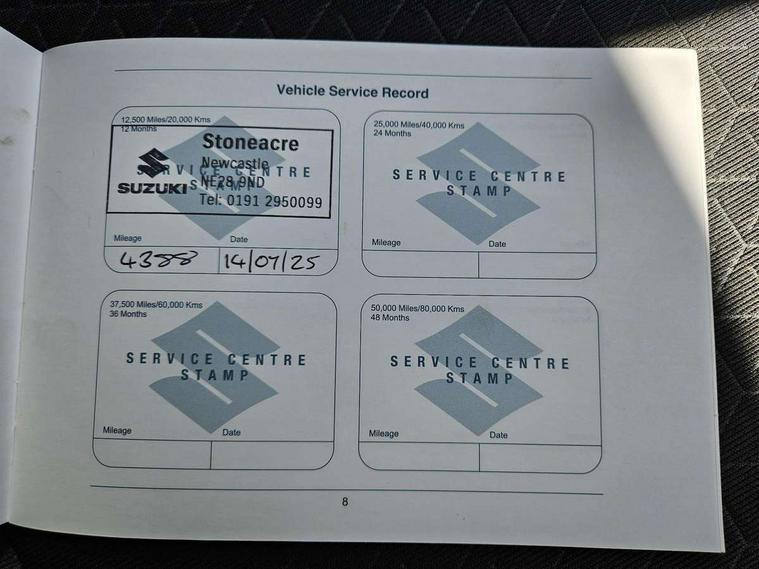 Vehicle Service Record
12,500 Miles/20,000 Kms
12 Months
Stoneacre
Newcastle
NE28 9ND
Tel: 0191 2950099
SUZUKI
SERVICE CENTRE
STAMP
Mileage Date
4388 14/07/25
25,000 Miles/40,000 Kms
24 Months
SERVICE CENTRE
STAMP
Mileage Date
37,500 Miles/60,000 Kms
36 Months
SERVICE CENTRE
STAMP
Mileage Date
50,000 Miles/80,000 Kms
48 Months
SERVICE CENTRE
STAMP
Mileage Date
8